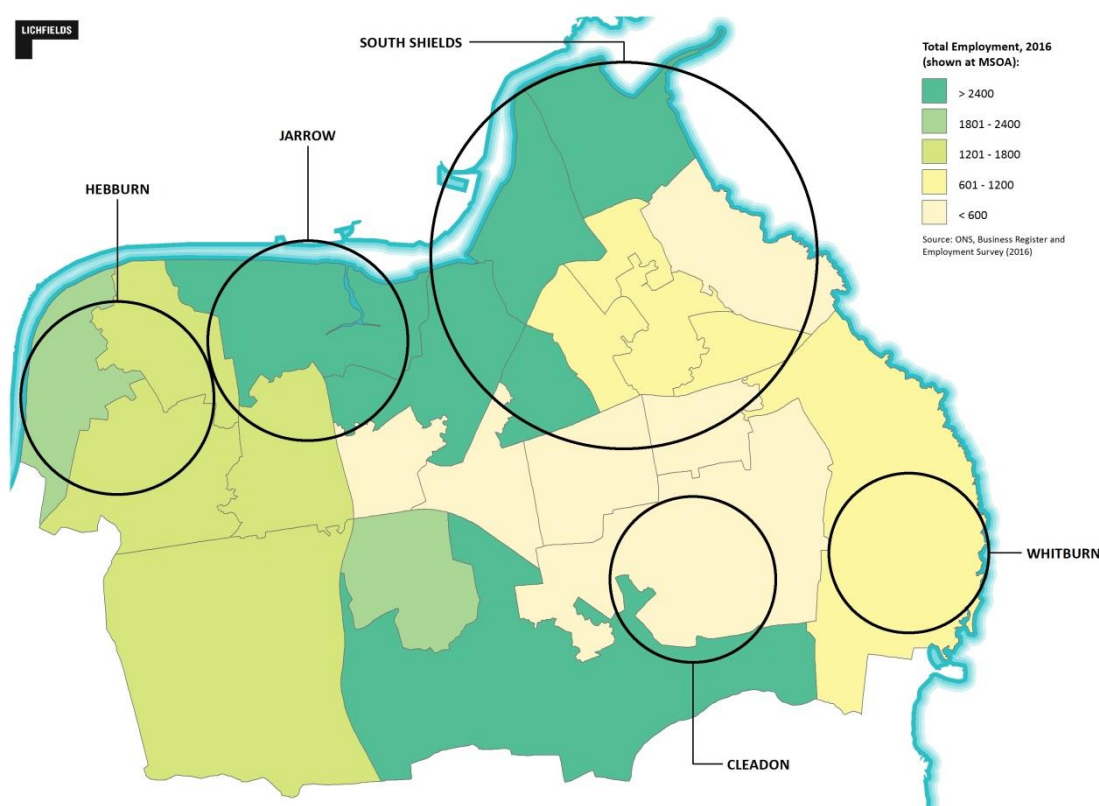 LICHFIELDS
SOUTH SHIELDS
JARROW
HEBBURN
Total Employment, 2016
(shown at MSOA):
> 2400
1801 - 2400
1201 - 1800
601 - 1200
< 600
Source: ONS, Business Register and
Employment Survey (2016)
WHITBURN
CLEADON